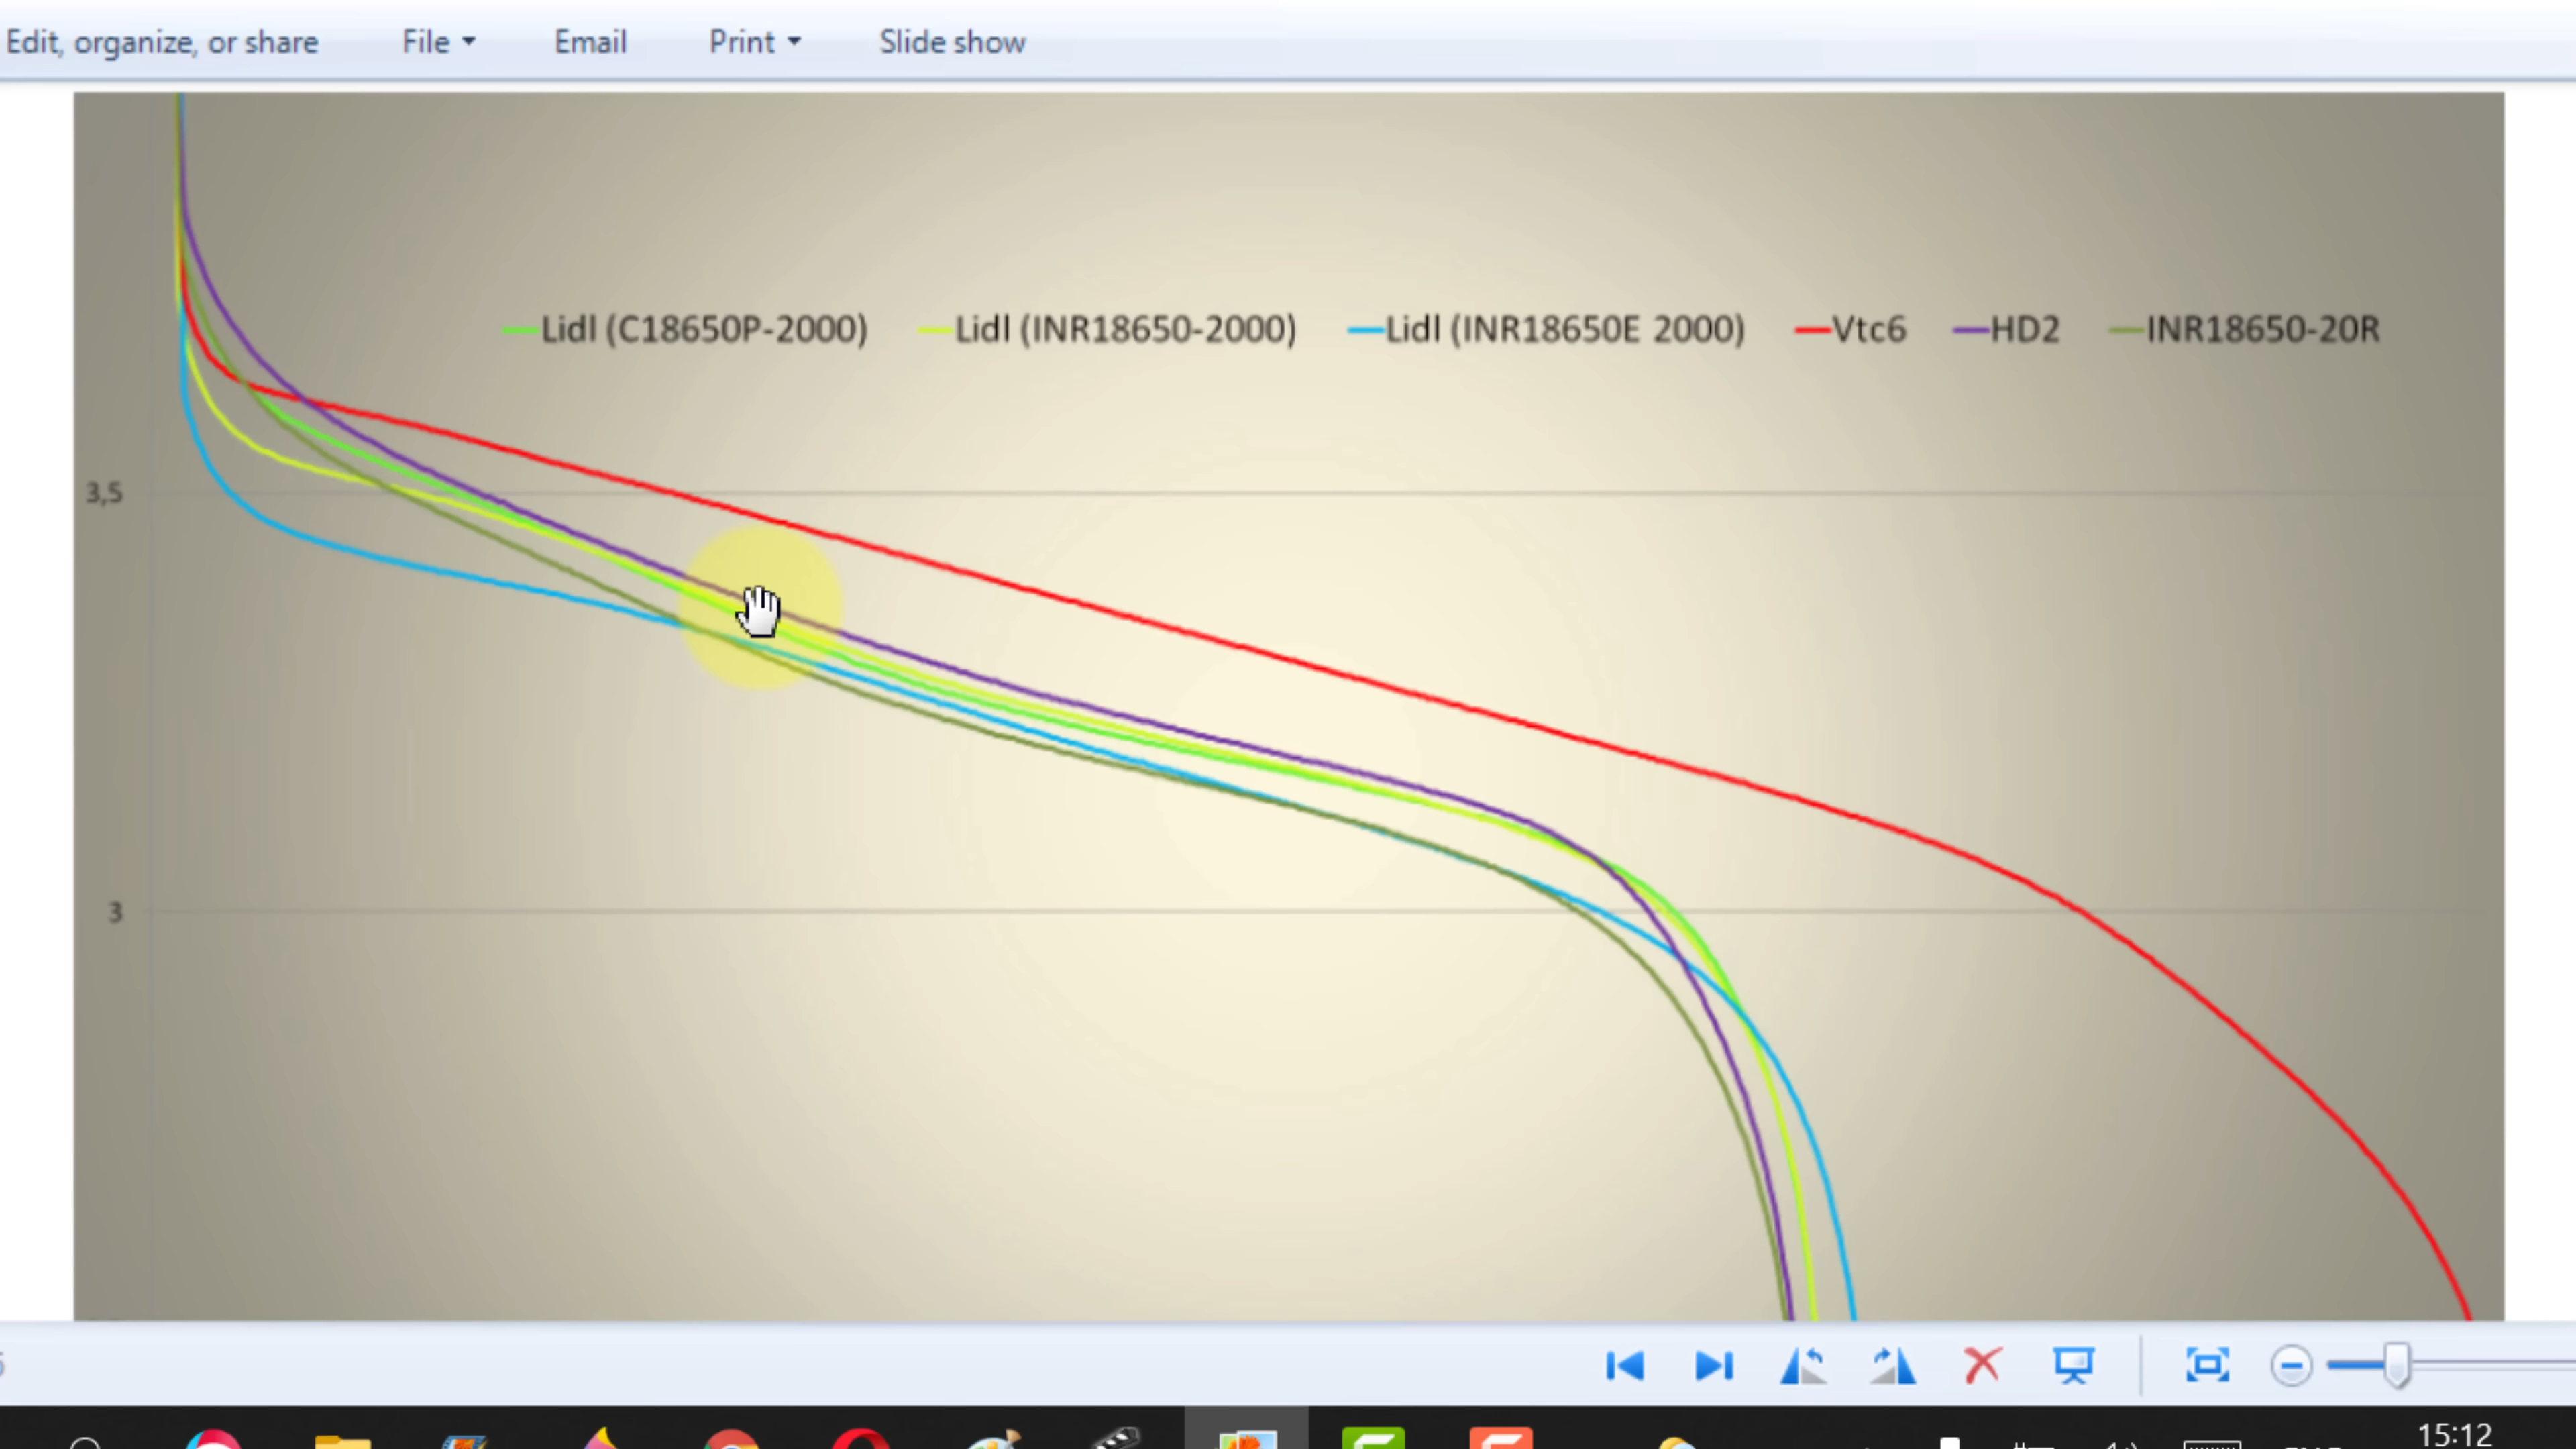 Edit, organize, or share File Email Print Slide show
Lidl (C18650P-2000) Lidl (INR18650-2000) Lidl (INR18650E 2000) Vtc6 HD2 INR18650-20R
3,5
3
15:12